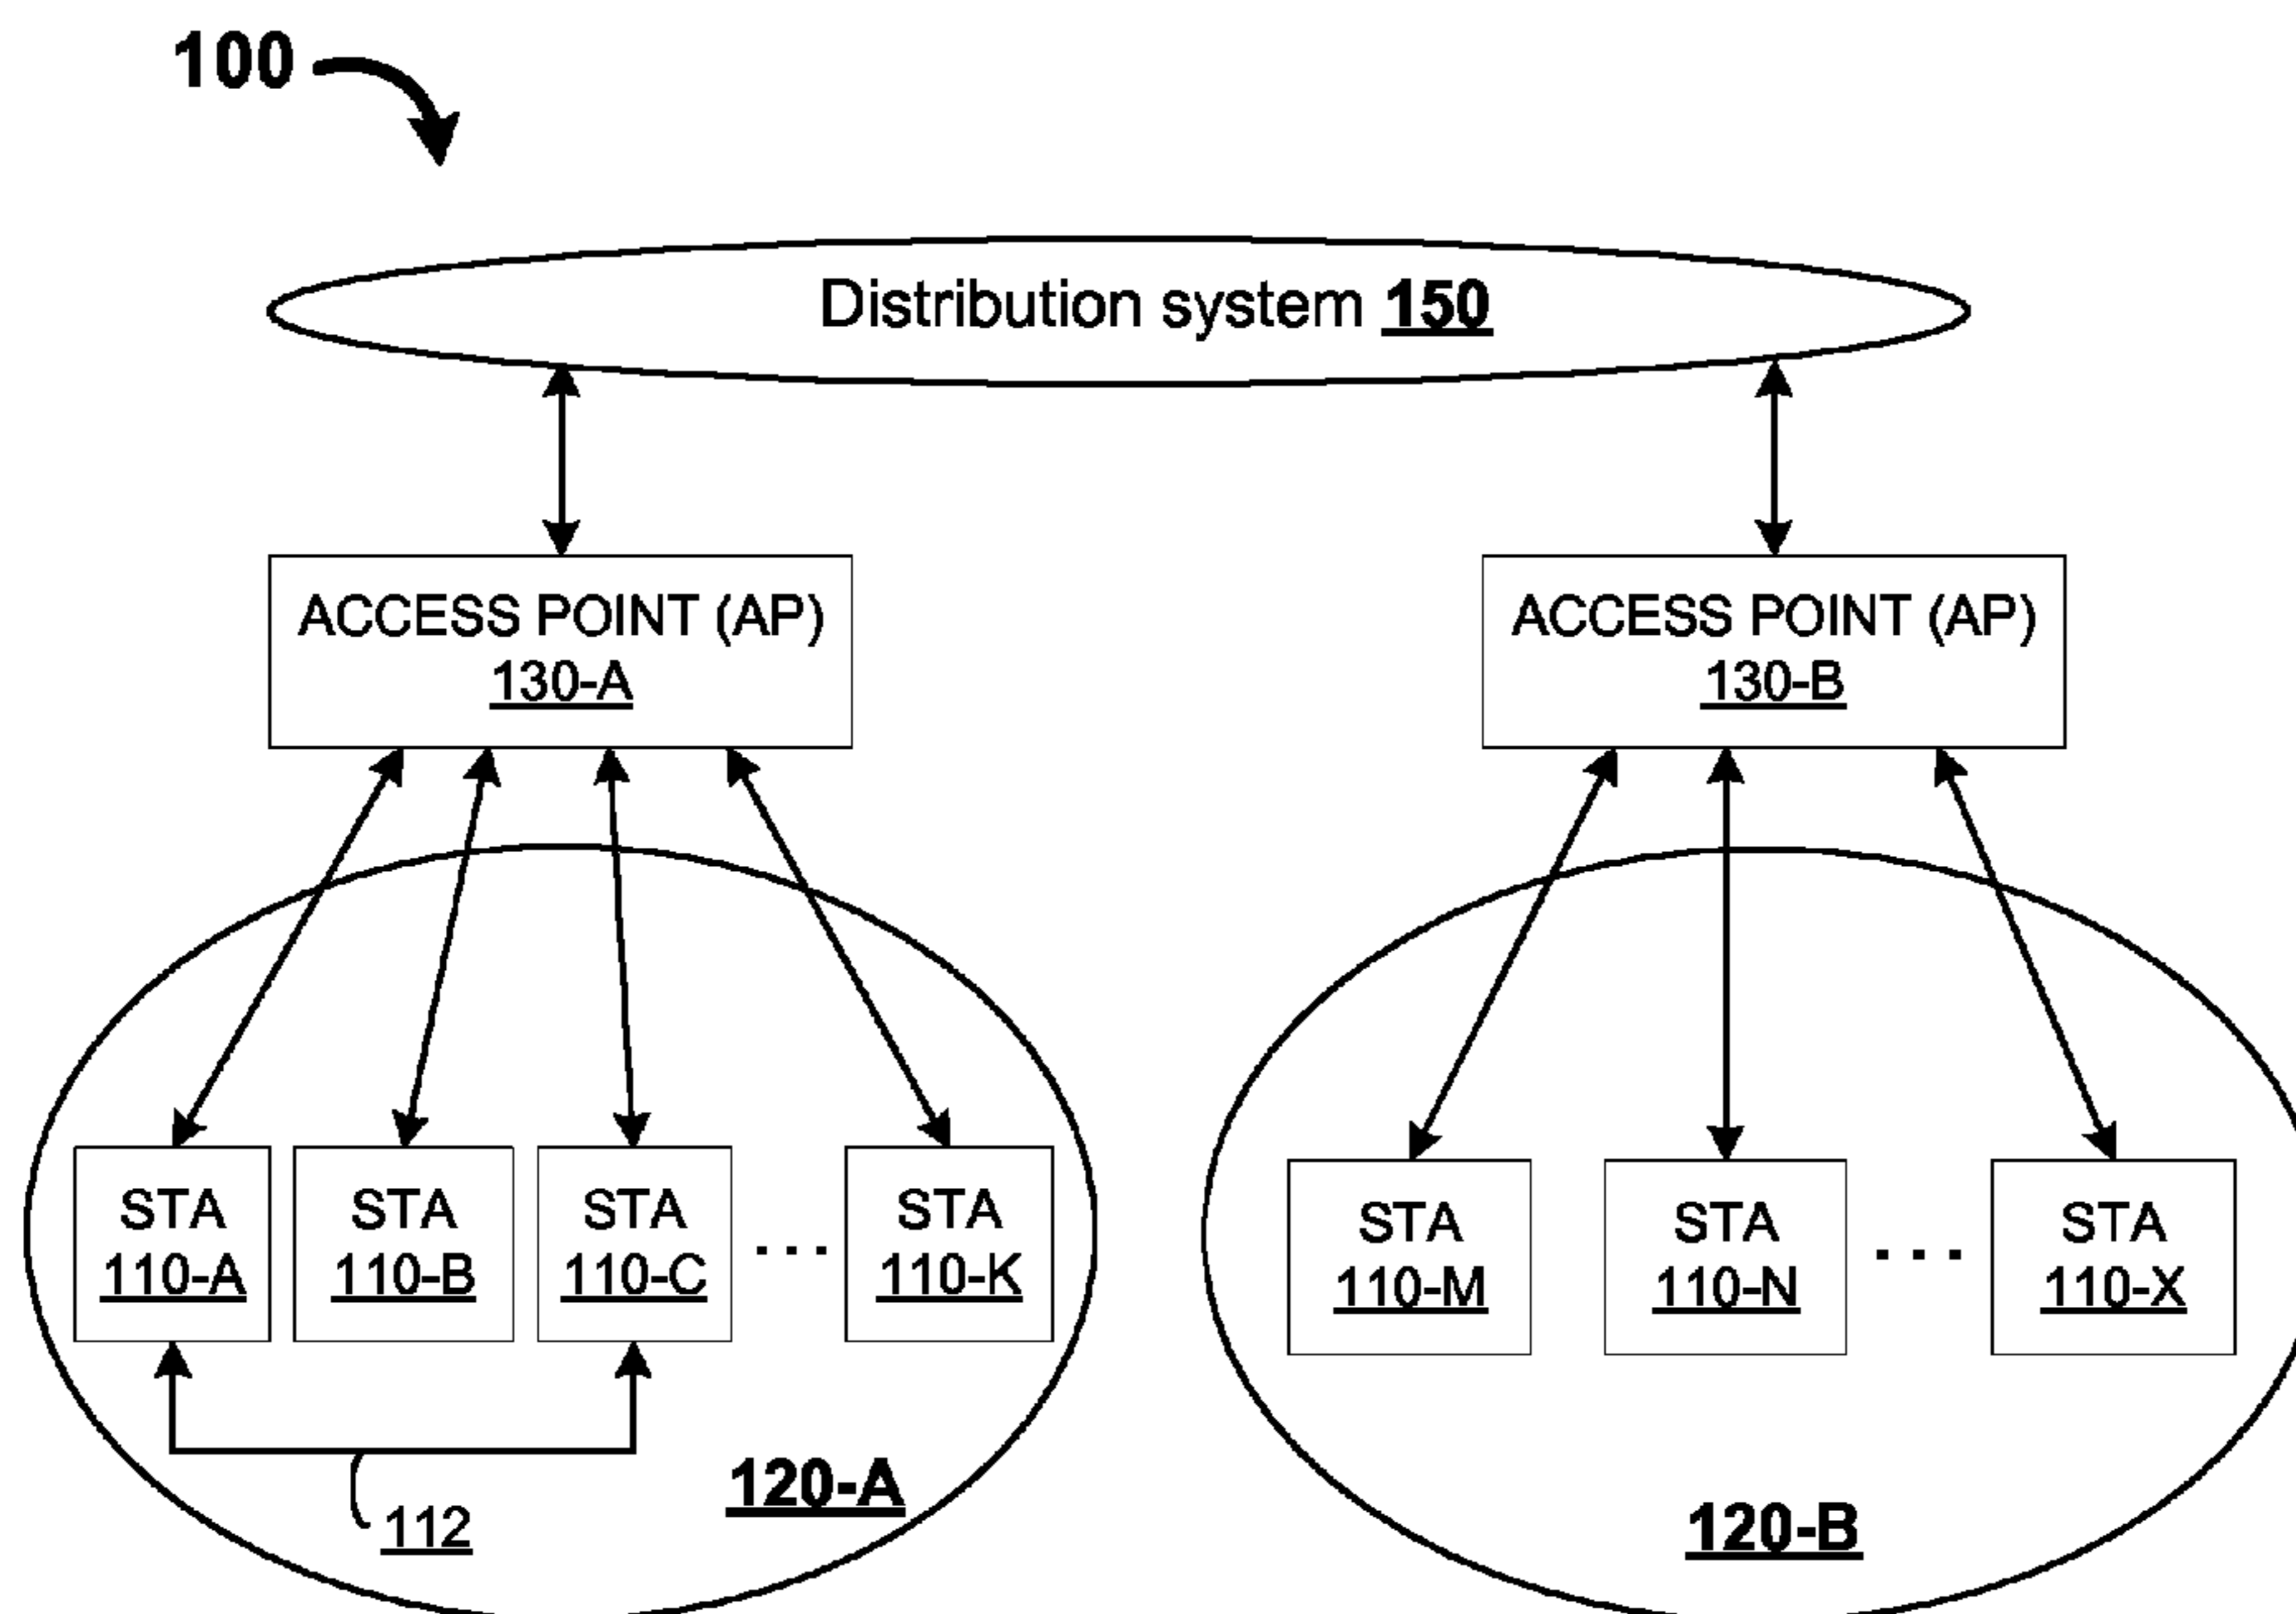 100
Distribution system 150
ACCESS POINT (AP)
130-A
ACCESS POINT (AP)
130-B
STA
110-A
STA
110-B
STA
110-C
...
STA
110-K
STA
110-M
STA
110-N
...
STA
110-X
112
120-A
120-B